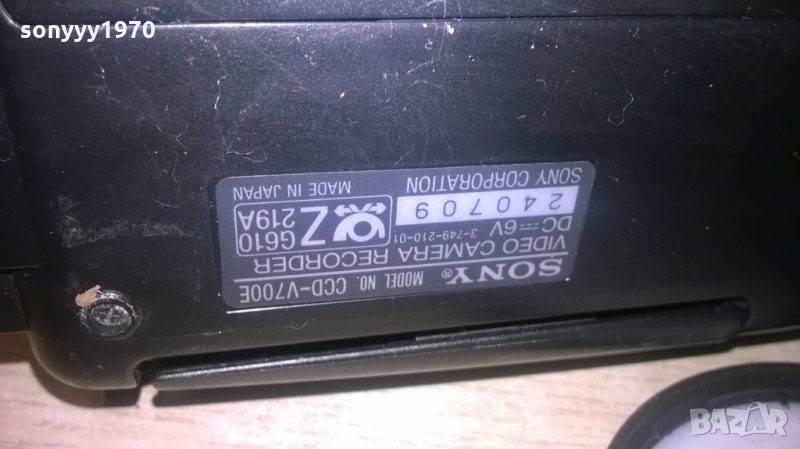 sonyyy1970
SONY® MODEL NO. CCD-V700E
VIDEO CAMERA RECORDER
DC⎓6V 3-749-210-01
240709
G610
Z 219A
SONY CORPORATION MADE IN JAPAN
BAZAR